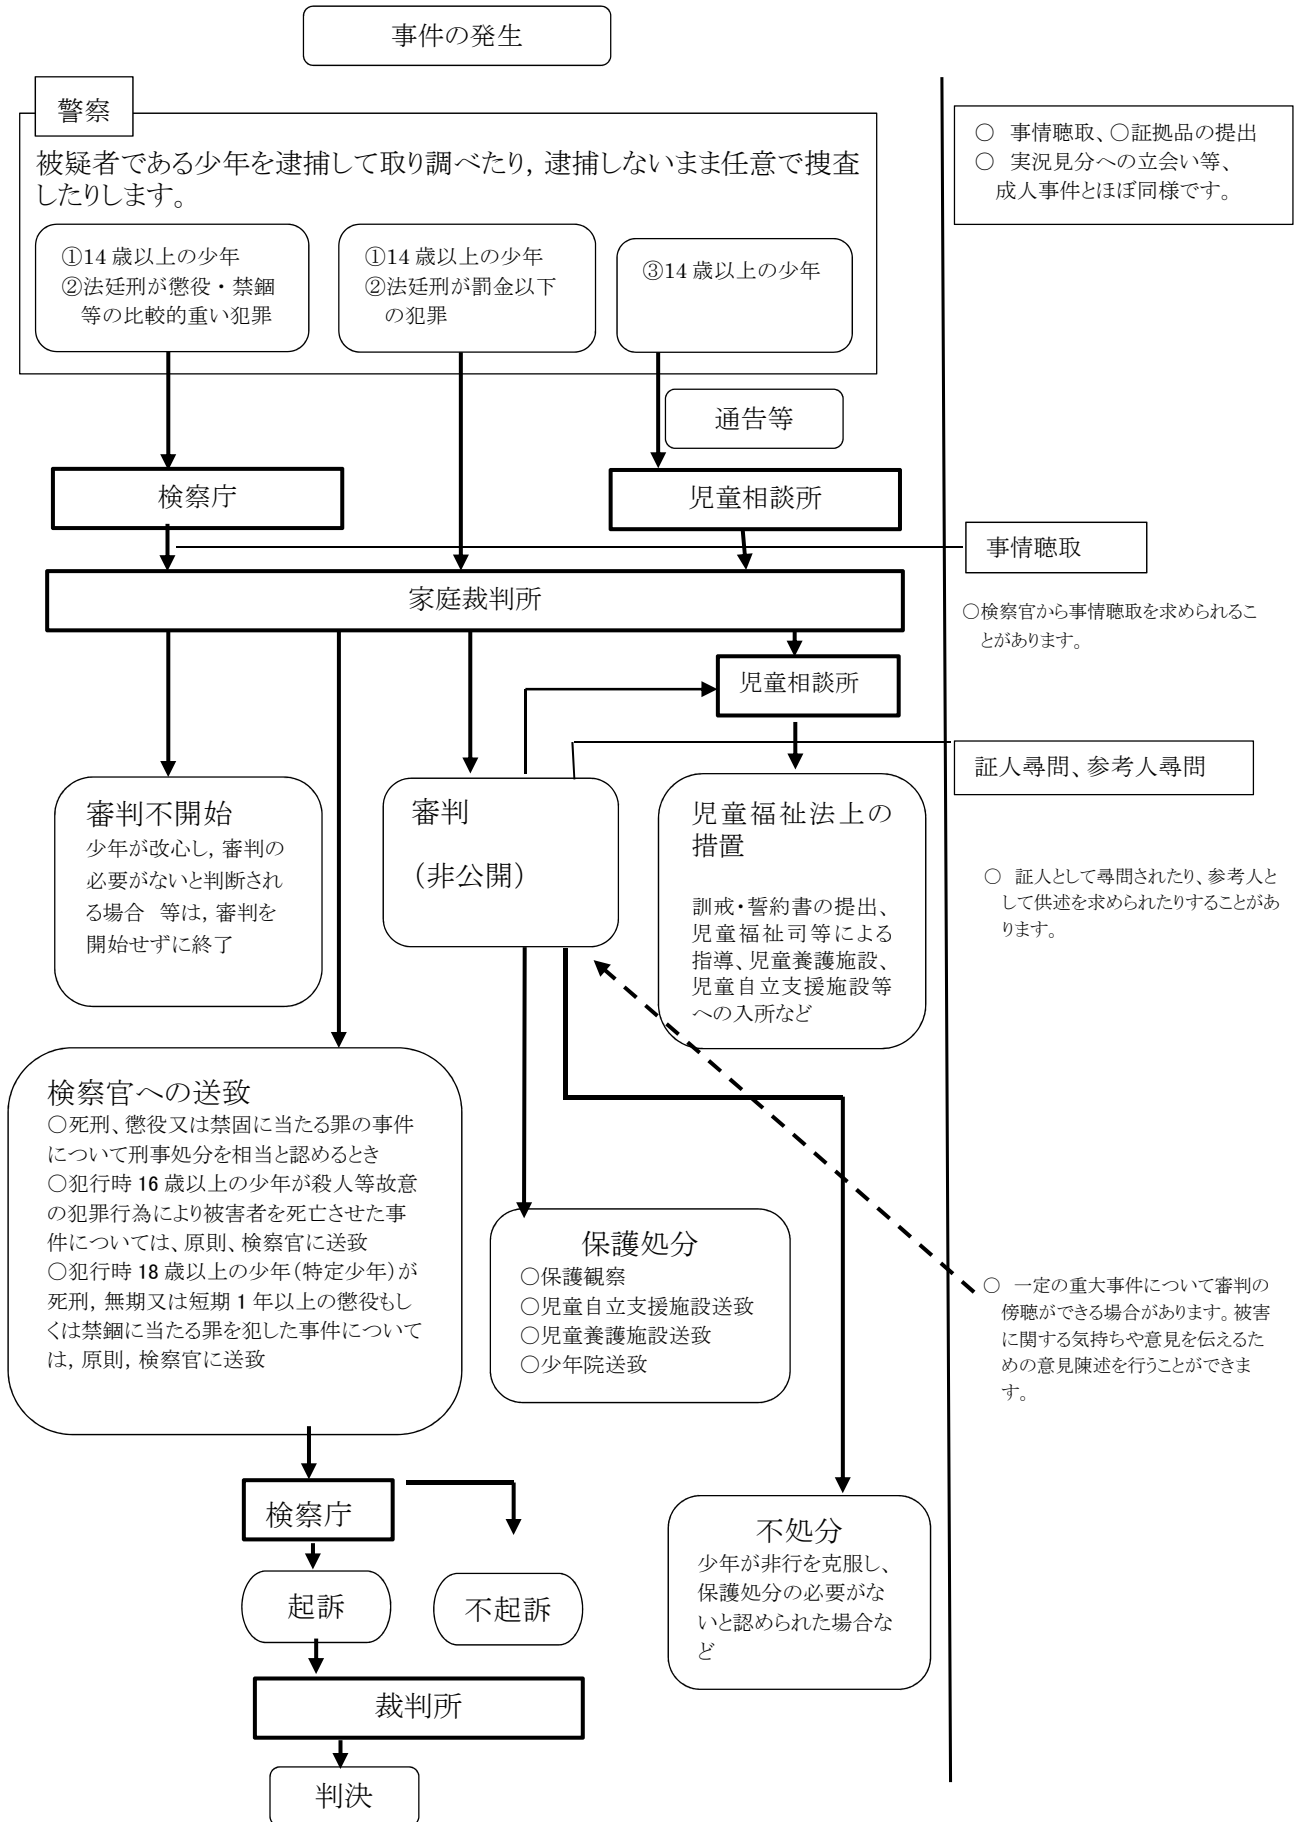 事件の発生
警察
被疑者である少年を逮捕して取り調べたり，逮捕しないまま任意で捜査
したりします。
①14 歳以上の少年
②法廷刑が懲役・禁錮
等の比較的重い犯罪
①14 歳以上の少年
②法廷刑が罰金以下
の犯罪
③14 歳以上の少年
○ 事情聴取、○証拠品の提出
○ 実況見分への立会い等、
成人事件とほぼ同様です。
通告等
検察庁
児童相談所
事情聴取
家庭裁判所
○検察官から事情聴取を求められるこ
とがあります。
児童相談所
証人尋問、参考人尋問
審判不開始
少年が改心し，審判の
必要がないと判断され
る場合 等は，審判を
開始せずに終了
審判
（非公開）
児童福祉法上の
措置
訓戒・誓約書の提出、
児童福祉司等による
指導、児童養護施設、
児童自立支援施設等
への入所など
○ 証人として尋問されたり、参考人と
して供述を求められたりすることがあ
ります。
検察官への送致
○死刑、懲役又は禁固に当たる罪の事件
について刑事処分を相当と認めるとき
○犯行時 16 歳以上の少年が殺人等故意
の犯罪行為により被害者を死亡させた事
件については、原則、検察官に送致
○犯行時 18 歳以上の少年（特定少年）が
死刑，無期又は短期 1 年以上の懲役もし
くは禁錮に当たる罪を犯した事件について
は，原則，検察官に送致
保護処分
○保護観察
○児童自立支援施設送致
○児童養護施設送致
○少年院送致
○ 一定の重大事件について審判の
傍聴ができる場合があります。被害
に関する気持ちや意見を伝えるた
めの意見陳述を行うことができま
す。
検察庁
起訴
不起訴
不処分
少年が非行を克服し、
保護処分の必要がな
いと認められた場合な
ど
裁判所
判決